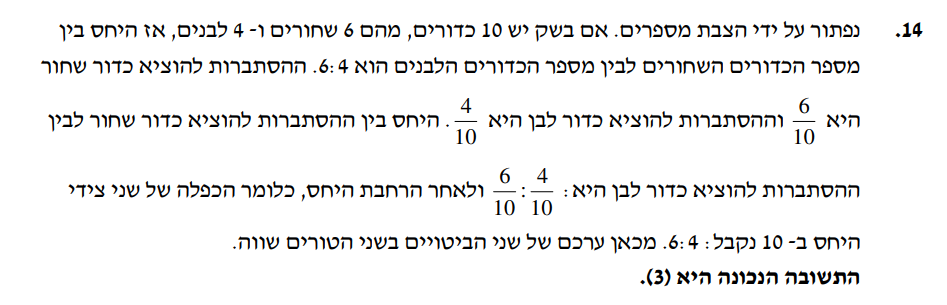 14. נפתור על ידי הצבת מספרים. אם בשק יש 10 כדורים, מהם 6 שחורים ו- 4 לבנים, אז היחס בין
מספר הכדורים השחורים לבין מספר הכדורים הלבנים הוא 6:4. ההסתברות להוציא כדור שחור
היא 6/10 וההסתברות להוציא כדור לבן היא 4/10. היחס בין ההסתברות להוציא כדור שחור לבין
ההסתברות להוציא כדור לבן היא: 6/10 : 4/10 ולאחר הרחבת היחס, כלומר הכפלה של שני צידי
היחס ב- 10 נקבל: 6:4. מכאן ערכם של שני הביטויים בשני הטורים שווה.
התשובה הנכונה היא (3).